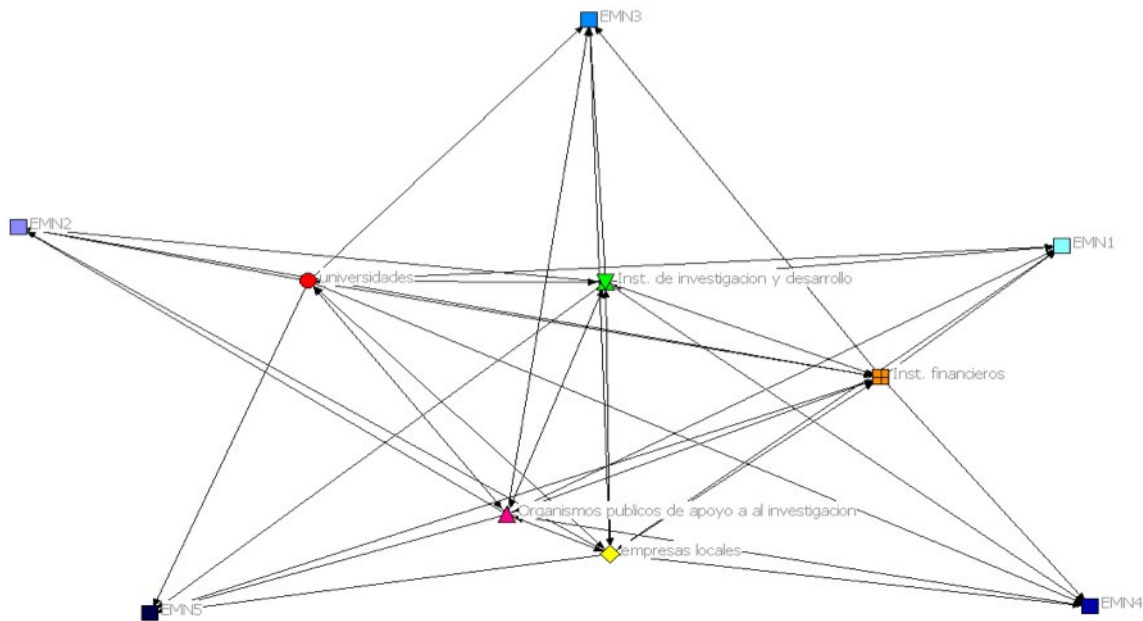 EMN3
EMN2
EMN1
universidades
Inst. de investigacion y desarrollo
Inst. financieros
Organismos publicos de apoyo a al investigacion
empresas locales
EMN5
EMN4